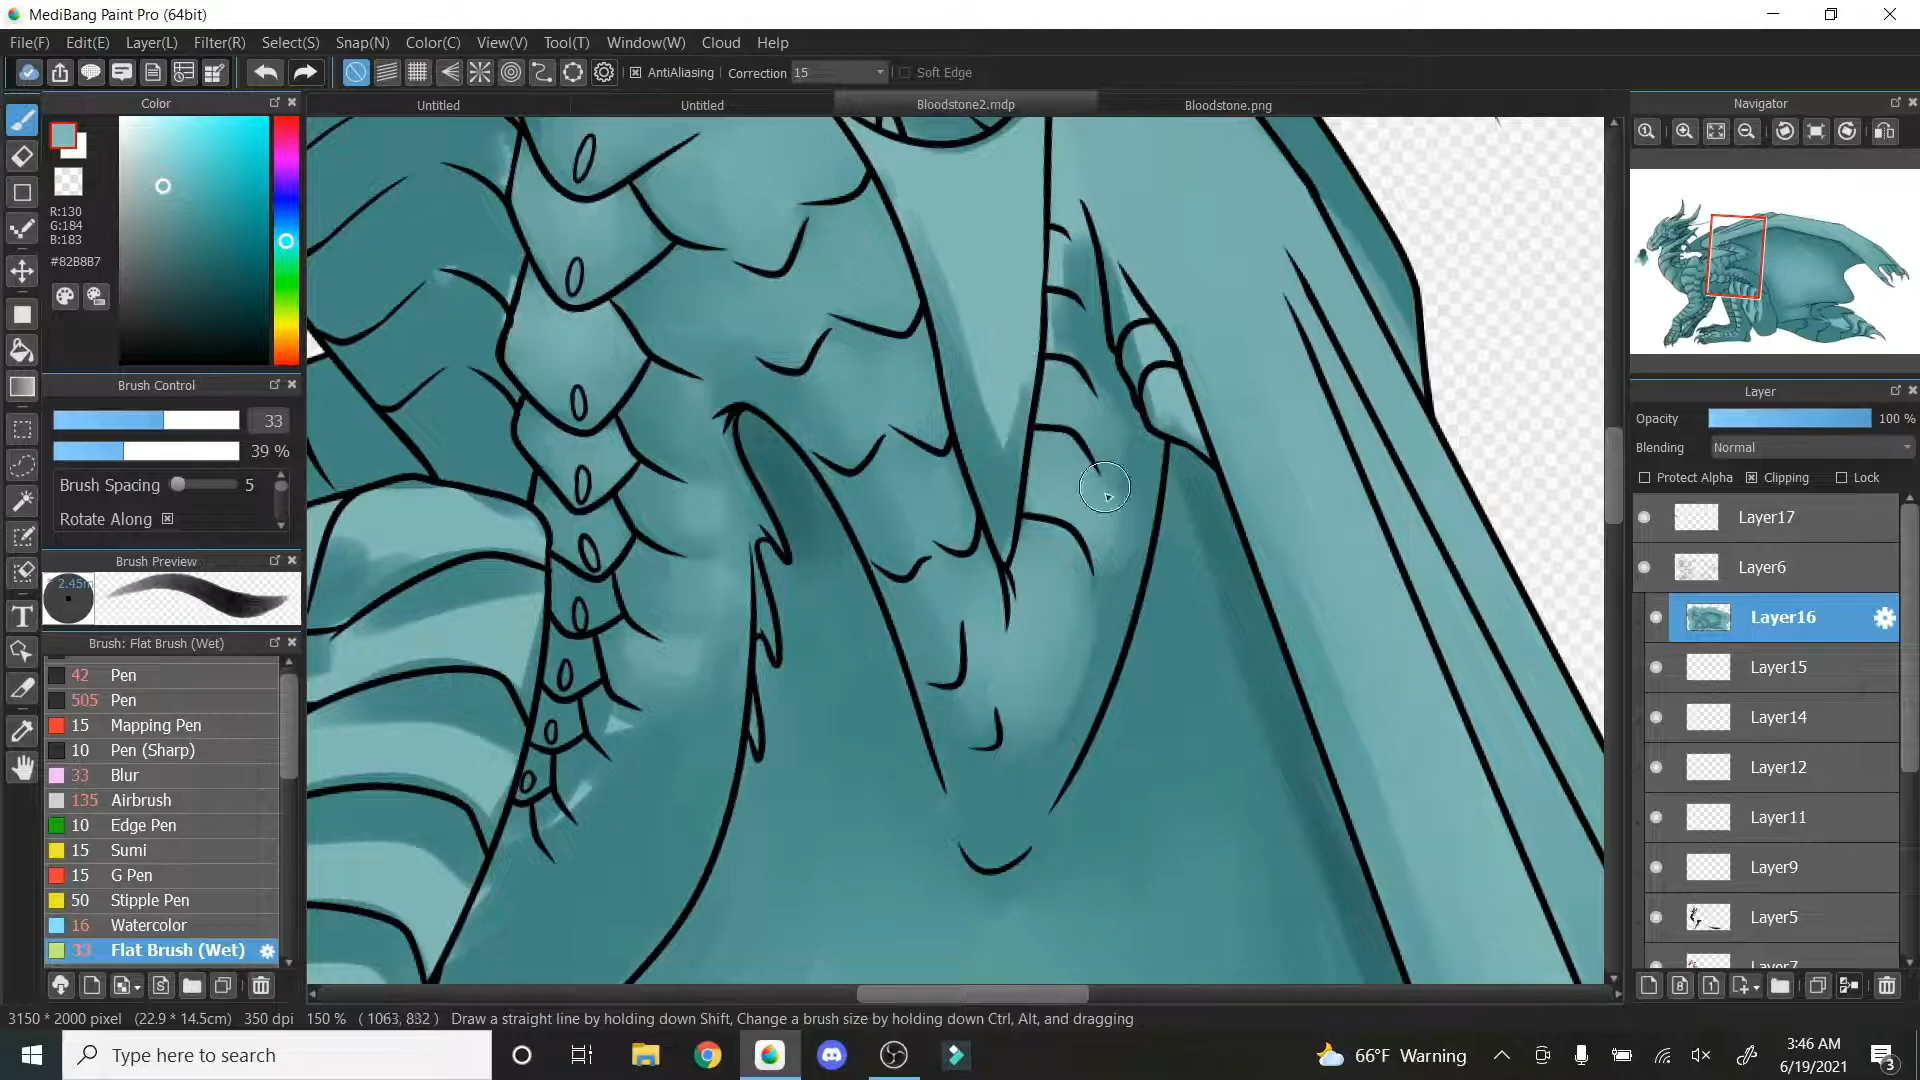 MediBang Paint Pro (64bit)
File(F) Edit(E) Layer(L) Filter(R) Select(S) Snap(N) Color(C) View(V) Tool(T) Window(W) Cloud Help
AntiAliasing Correction 15 Soft Edge
Color
Untitled Untitled Bloodstone2.mdp Bloodstone.png
Navigator
R:130
G:184
B:183
#82B8B7
Brush Control
33
39 %
Brush Spacing 5
Rotate Along
Brush Preview
Brush: Flat Brush (Wet)
42 Pen
505 Pen
15 Mapping Pen
10 Pen (Sharp)
33 Blur
135 Airbrush
10 Edge Pen
15 Sumi
15 G Pen
50 Stipple Pen
16 Watercolor
33 Flat Brush (Wet)
Layer
Opacity 100 %
Blending Normal
Protect Alpha Clipping Lock
Layer17
Layer6
Layer16
Layer15
Layer14
Layer12
Layer11
Layer9
Layer5
Layer7
3150 * 2000 pixel (22.9 * 14.5cm) 350 dpi 150 % ( 1063, 832 ) Draw a straight line by holding down Shift, Change a brush size by holding down Ctrl, Alt, and dragging
Type here to search
66°F Warning
3:46 AM
6/19/2021
3